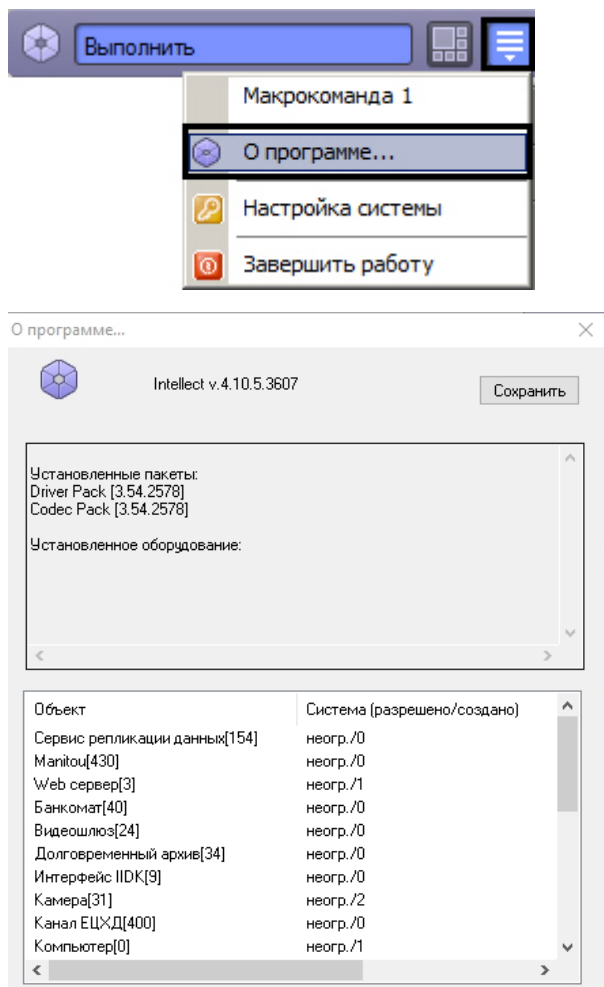 Выполнить
Макрокоманда 1
О программе...
Настройка системы
Завершить работу
О программе...
Intellect v.4.10.5.3607
Сохранить
Установленные пакеты:
Driver Pack [3.54.2578]
Codec Pack [3.54.2578]
Установленное оборудование:
Объект Система (разрешено/создано)
Сервис репликации данных[154] неогр./0
Manitou[430] неогр./0
Web сервер[3] неогр./1
Банкомат[40] неогр./0
Видеошлюз[24] неогр./0
Долговременный архив[34] неогр./0
Интерфейс IIDK[9] неогр./0
Камера[31] неогр./2
Канал ЕЦХД[400] неогр./0
Компьютер[0] неогр./1